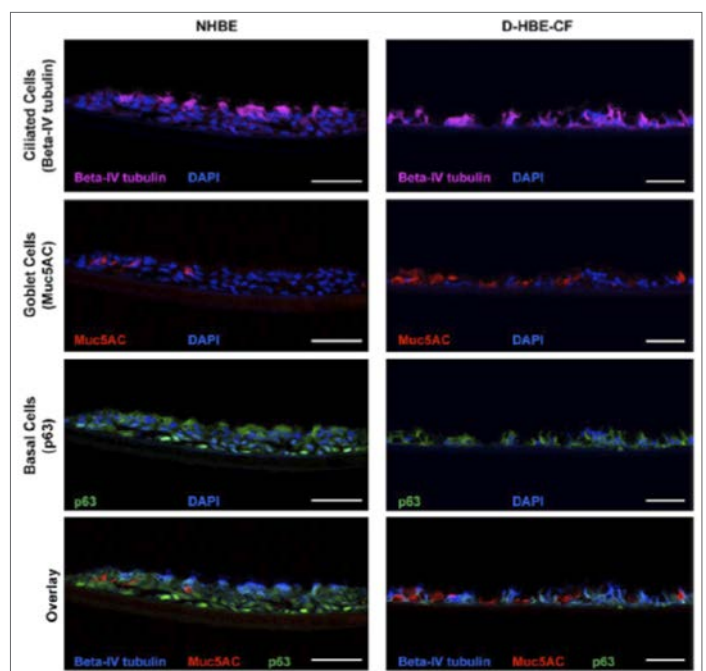 NHBE D-HBE-CF
Ciliated Cells
(Beta-IV tubulin)
Beta-IV tubulin DAPI Beta-IV tubulin DAPI
Goblet Cells
(Muc5AC)
Muc5AC DAPI Muc5AC DAPI
Basal Cells
(p63)
p63 DAPI p63 DAPI
Overlay
Beta-IV tubulin Muc5AC p63 Beta-IV tubulin Muc5AC p63